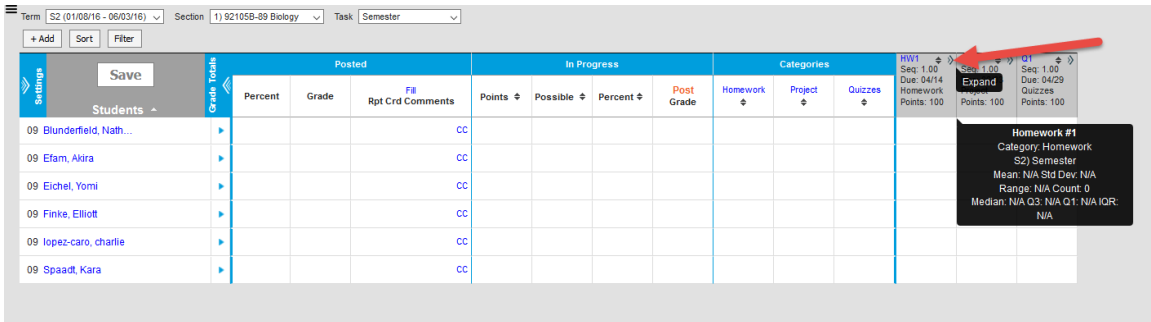 Term S2 (01/08/16 - 06/03/16) Section 1) 92105B-89 Biology Task Semester
+ Add Sort Filter
Settings Save Students Grade Totals
Posted In Progress Categories
Percent Grade Fill Rpt Crd Comments Points Possible Percent Post Grade Homework Project Quizzes
HW1
Seq: 1.00
Due: 04/14
Homework
Points: 100
Seq: 1.00
Project
Points: 100
Q1
Seq: 1.00
Due: 04/29
Quizzes
Points: 100
Expand
09 Blunderfield, Nath... CC
09 Efam, Akira CC
09 Eichel, Yomi CC
09 Finke, Elliott CC
09 lopez-caro, charlie CC
09 Spaadt, Kara CC
Homework #1
Category: Homework
S2) Semester
Mean: N/A Std Dev: N/A
Range: N/A Count: 0
Median: N/A Q3: N/A Q1: N/A IQR:
N/A